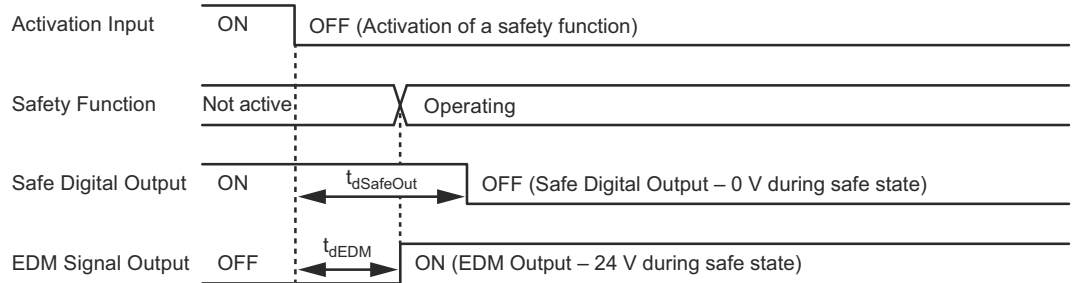 Activation Input ON OFF (Activation of a safety function)
Safety Function Not active Operating
Safe Digital Output ON tdSafeOut OFF (Safe Digital Output – 0 V during safe state)
EDM Signal Output OFF tdEDM ON (EDM Output – 24 V during safe state)